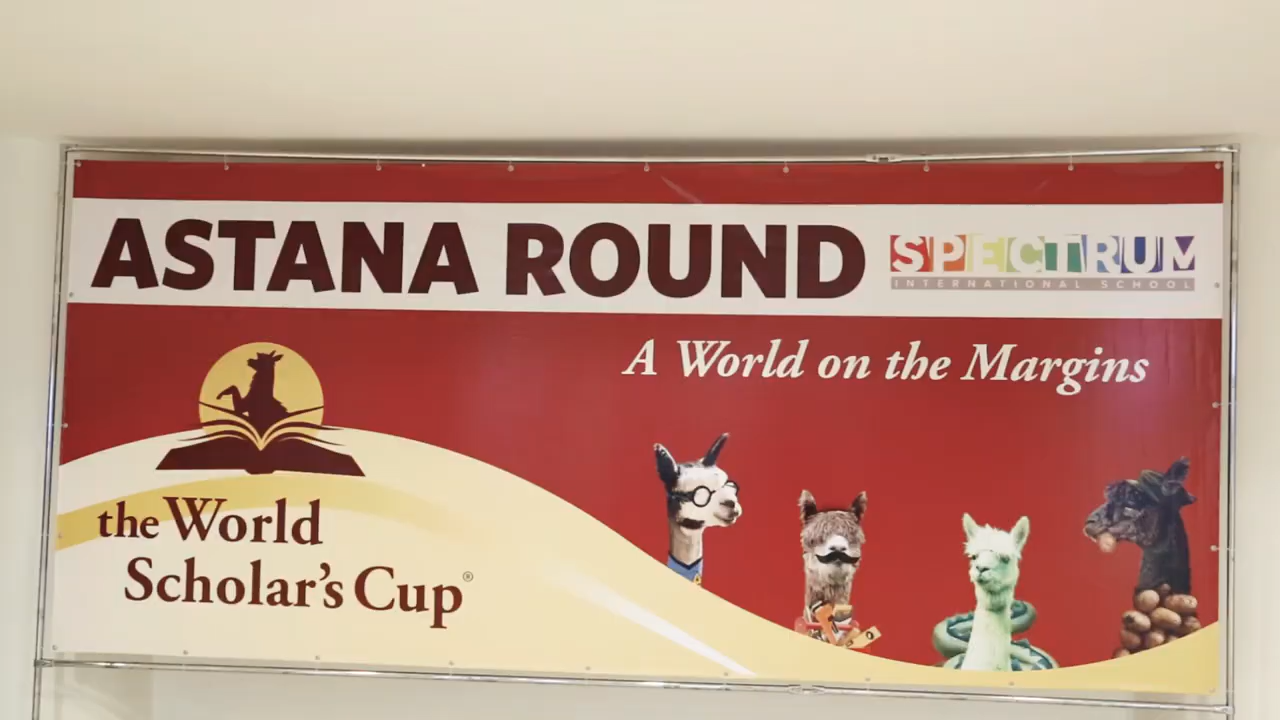 ASTANA ROUND
SPECTRUM
INTERNATIONAL SCHOOL
A World on the Margins
the World
Scholar's Cup®